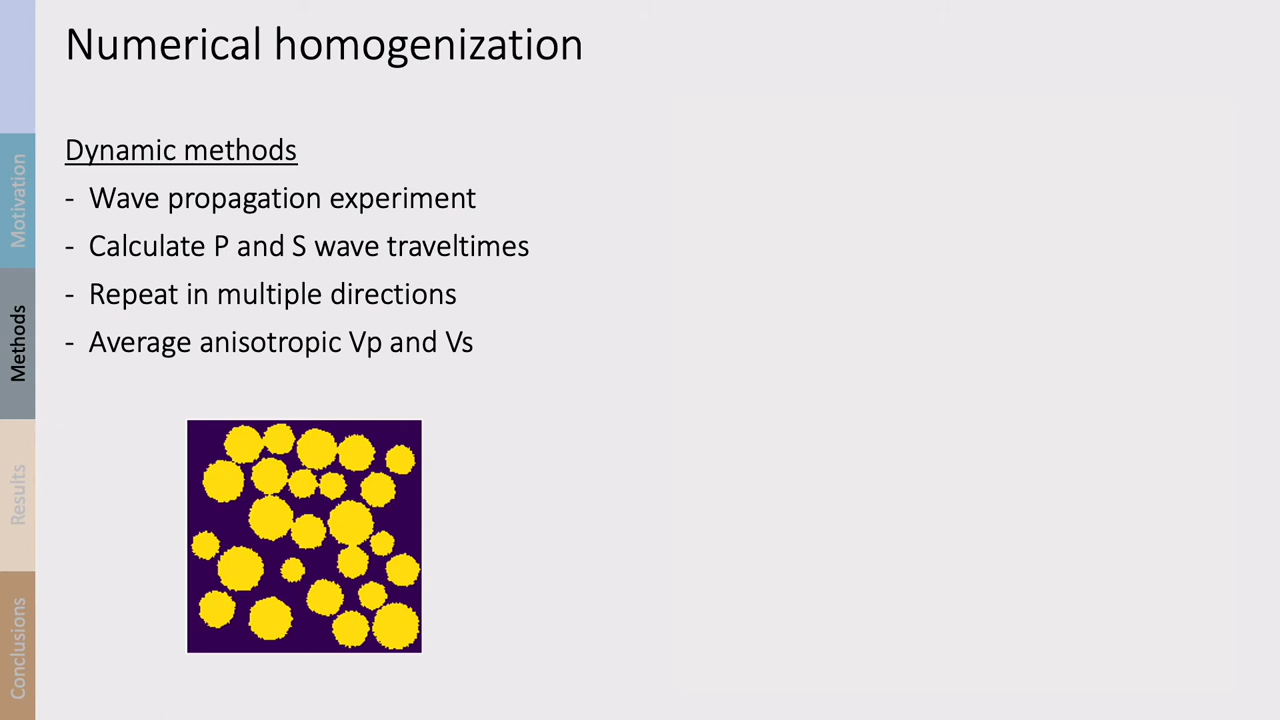 Numerical homogenization
Dynamic methods
- Wave propagation experiment
- Calculate P and S wave traveltimes
- Repeat in multiple directions
- Average anisotropic Vp and Vs
Motivation
Methods
Results
Conclusions